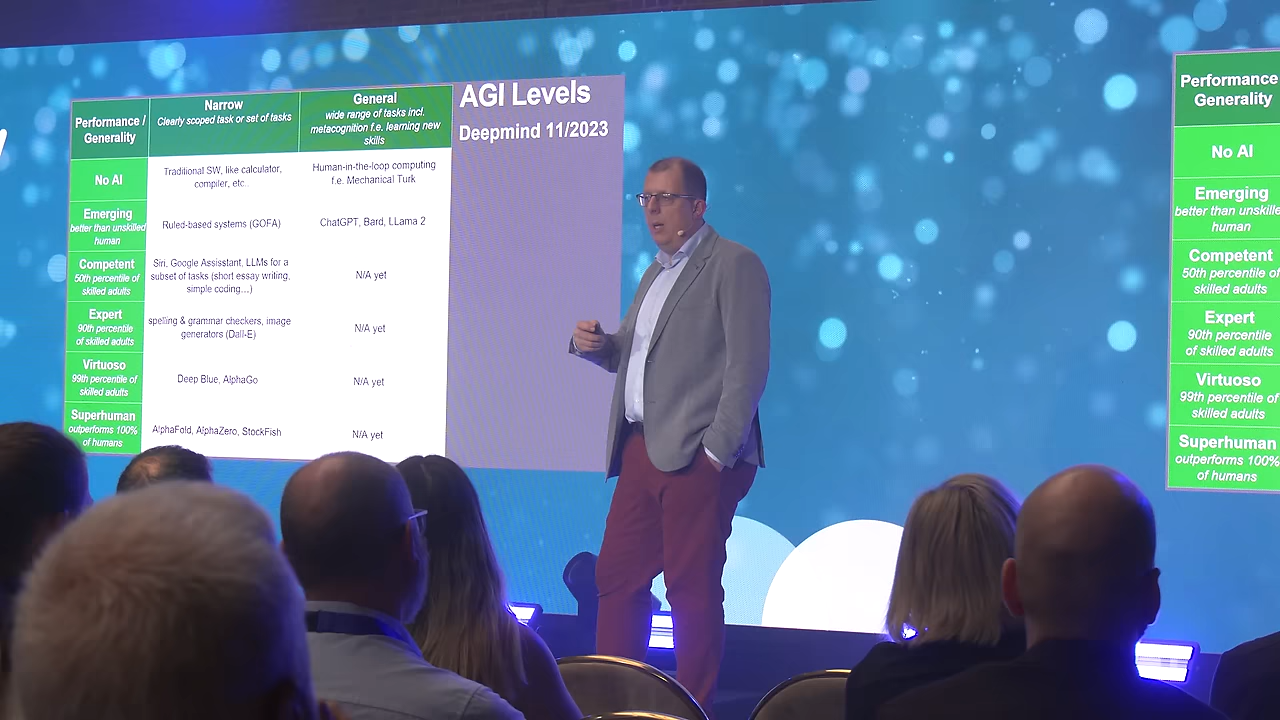 AGI Levels
Deepmind 11/2023
Performance /
Generality
Narrow
Clearly scoped task or set of tasks
General
wide range of tasks incl.
metacognition f.e. learning new
skills
No AI
Traditional SW, like calculator,
compiler, etc..
Human-in-the-loop computing
f.e. Mechanical Turk
Emerging
better than unskilled
human
Ruled-based systems (GOFA)
ChatGPT, Bard, LLama 2
Competent
50th percentile of
skilled adults
Siri, Google Assisstant, LLMs for a
subset of tasks (short essay writing,
simple coding...)
N/A yet
Expert
90th percentile
of skilled adults
spelling & grammar checkers, image
generators (Dall-E)
N/A yet
Virtuoso
99th percentile of
skilled adults
Deep Blue, AlphaGo
N/A yet
Superhuman
outperforms 100%
of humans
AlphaFold, AlphaZero, StockFish
N/A yet
Performance
Generality
No AI
Emerging
better than unskille
human
Competent
50th percentile of
skilled adults
Expert
90th percentile
of skilled adults
Virtuoso
99th percentile of
skilled adults
Superhuman
outperforms 100%
of humans